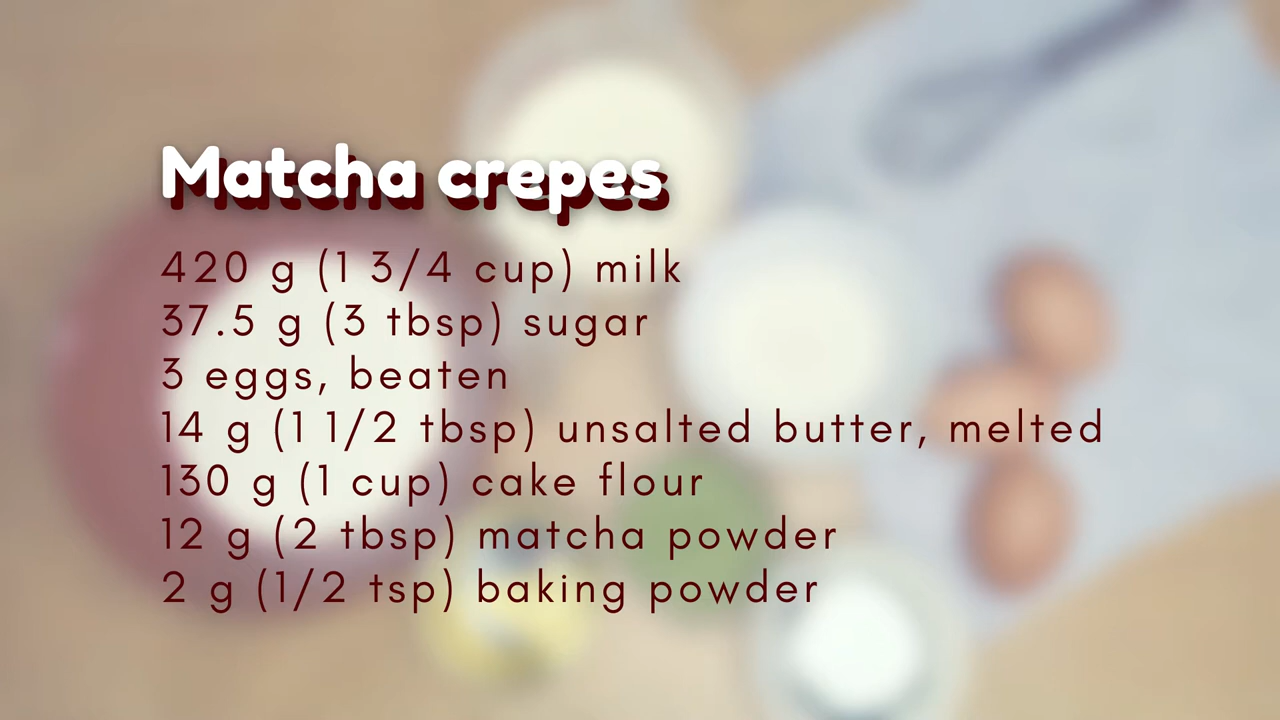 Matcha crepes
420 g (1 3/4 cup) milk
37.5 g (3 tbsp) sugar
3 eggs, beaten
14 g (1 1/2 tbsp) unsalted butter, melted
130 g (1 cup) cake flour
12 g (2 tbsp) matcha powder
2 g (1/2 tsp) baking powder